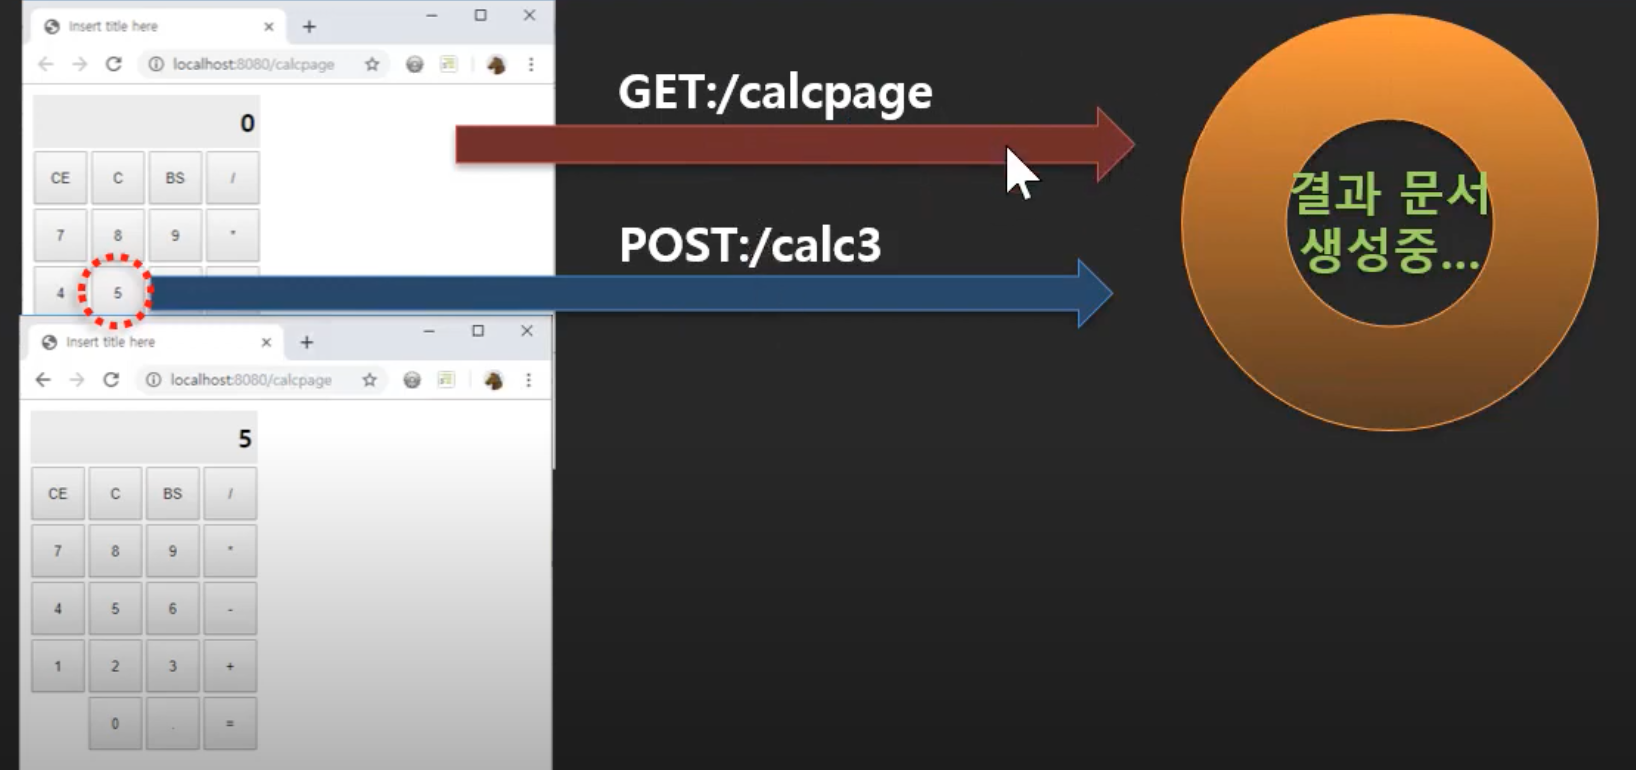 Insert title here
localhost:8080/calcpage
0
CE C BS /
7 8 9 *
4 5
GET:/calcpage
POST:/calc3
결과 문서
생성중...
Insert title here
localhost:8080/calcpage
5
CE C BS /
7 8 9 *
4 5 6 -
1 2 3 +
0 . =